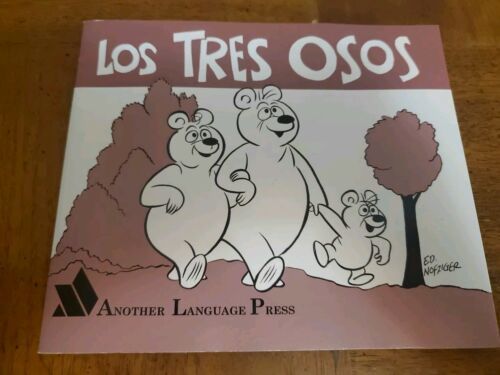 LOS TRES OSOS
ED.
NOFZIGER
ANOTHER LANGUAGE PRESS